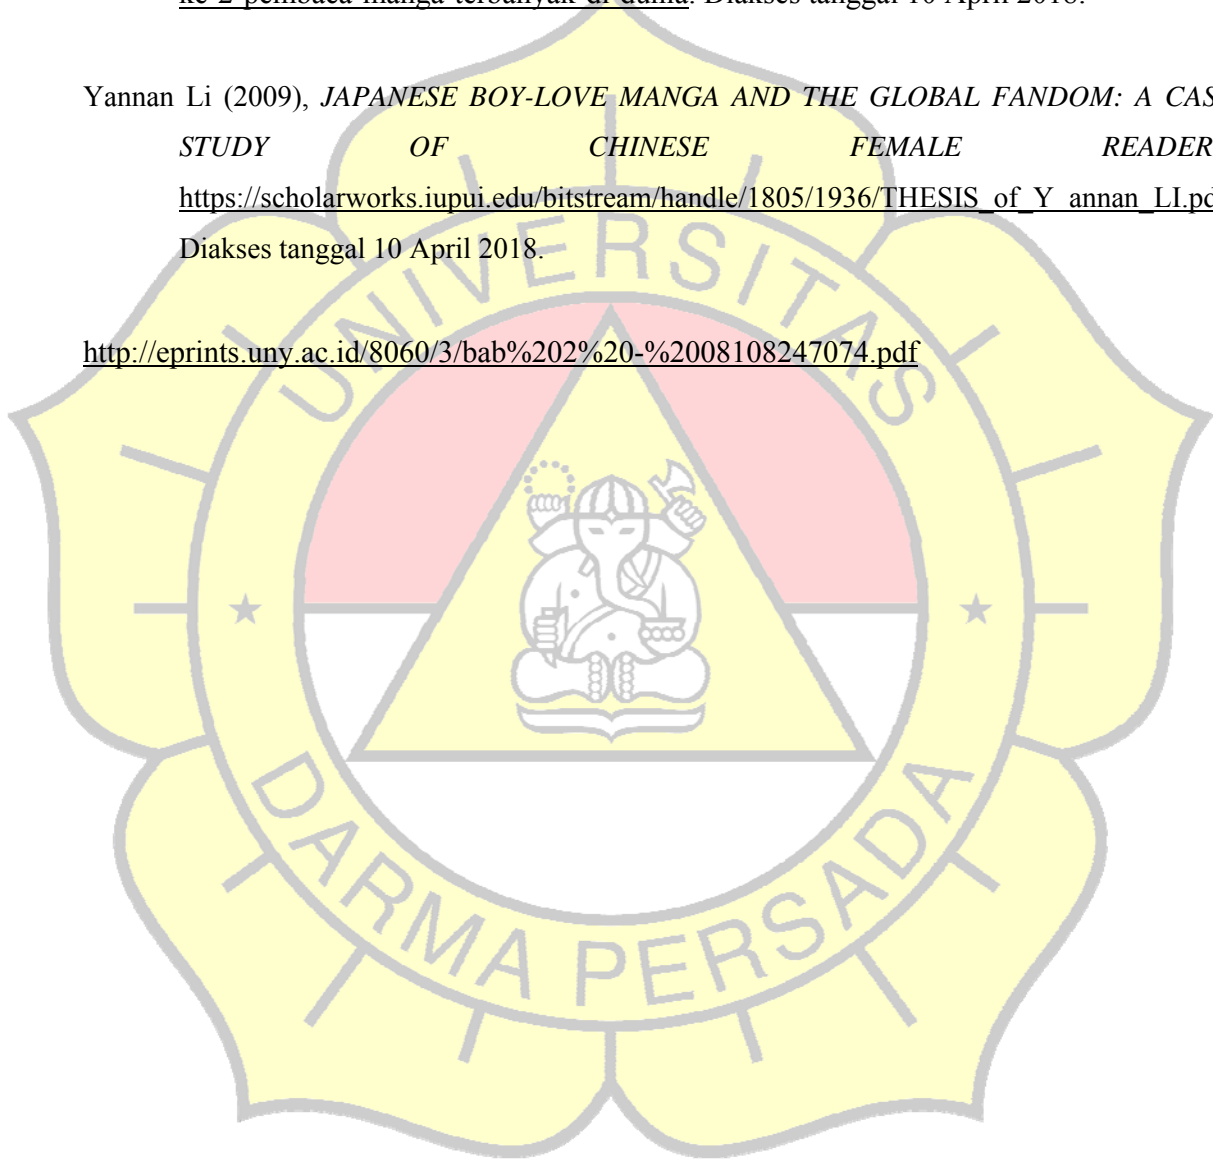 ke-2-pembaca-manga-terbanyak-di-dunia. Diakses tanggal 10 April 2018.
Yannan Li (2009), JAPANESE BOY-LOVE MANGA AND THE GLOBAL FANDOM: A CAS
STUDY OF CHINESE FEMALE READER
https://scholarworks.iupui.edu/bitstream/handle/1805/1936/THESIS_of_Y annan_LI.pd
Diakses tanggal 10 April 2018.
http://eprints.uny.ac.id/8060/3/bab%202%20-%2008108247074.pdf
UNIVERSITAS
DARMA PERSADA